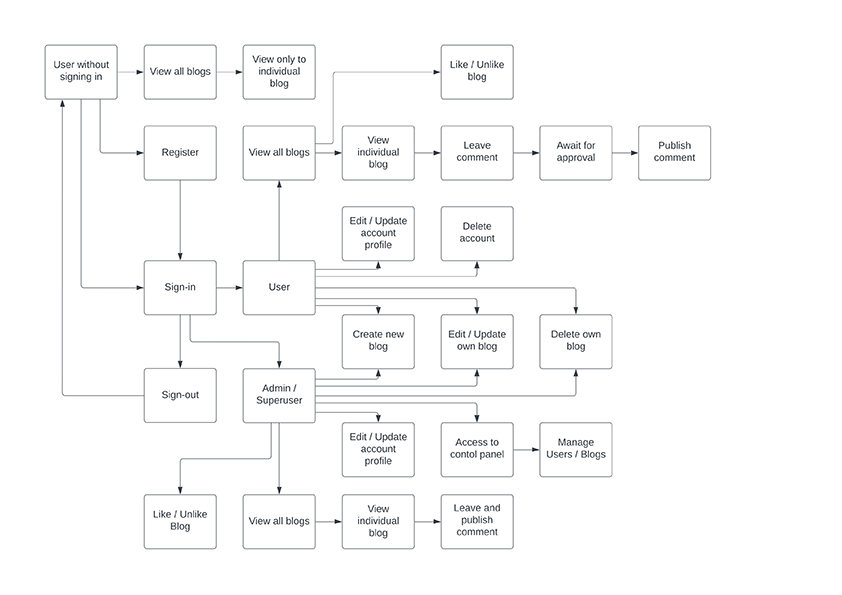 User without
signing in
View all blogs
View only to
individual
blog
Like / Unlike
blog
Register
View all blogs
View
individual
blog
Leave
comment
Await for
approval
Publish
comment
Edit / Update
account
profile
Delete
account
Sign-in
User
Create new
blog
Edit / Update
own blog
Delete own
blog
Sign-out
Admin /
Superuser
Edit / Update
account
profile
Access to
contol panel
Manage
Users / Blogs
Like / Unlike
Blog
View all blogs
View
individual
blog
Leave and
publish
comment